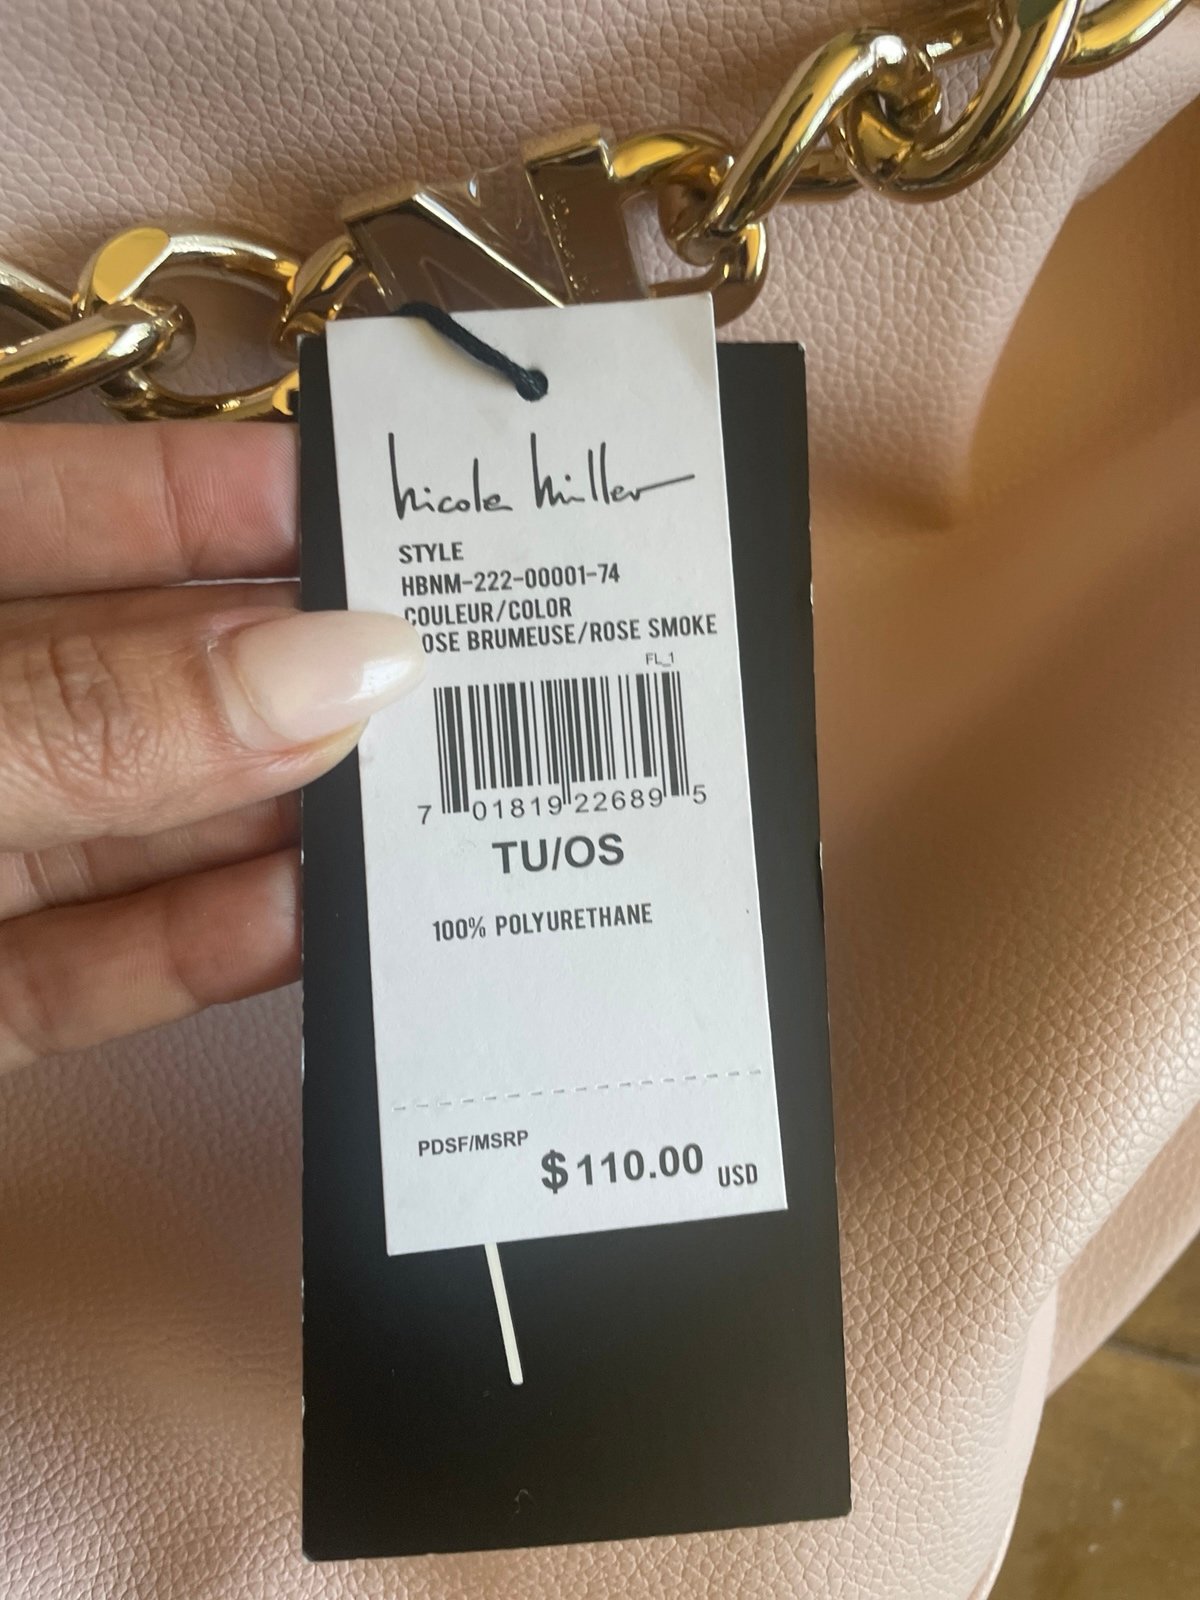 Nicole Miller
STYLE
HBNM-222-00001-74
COULEUR/COLOR
OSE BRUMEUSE/ROSE SMOKE
FL_1
7 01819 22689 5
TU/OS
100% POLYURETHANE
PDSF/MSRP
$110.00 USD